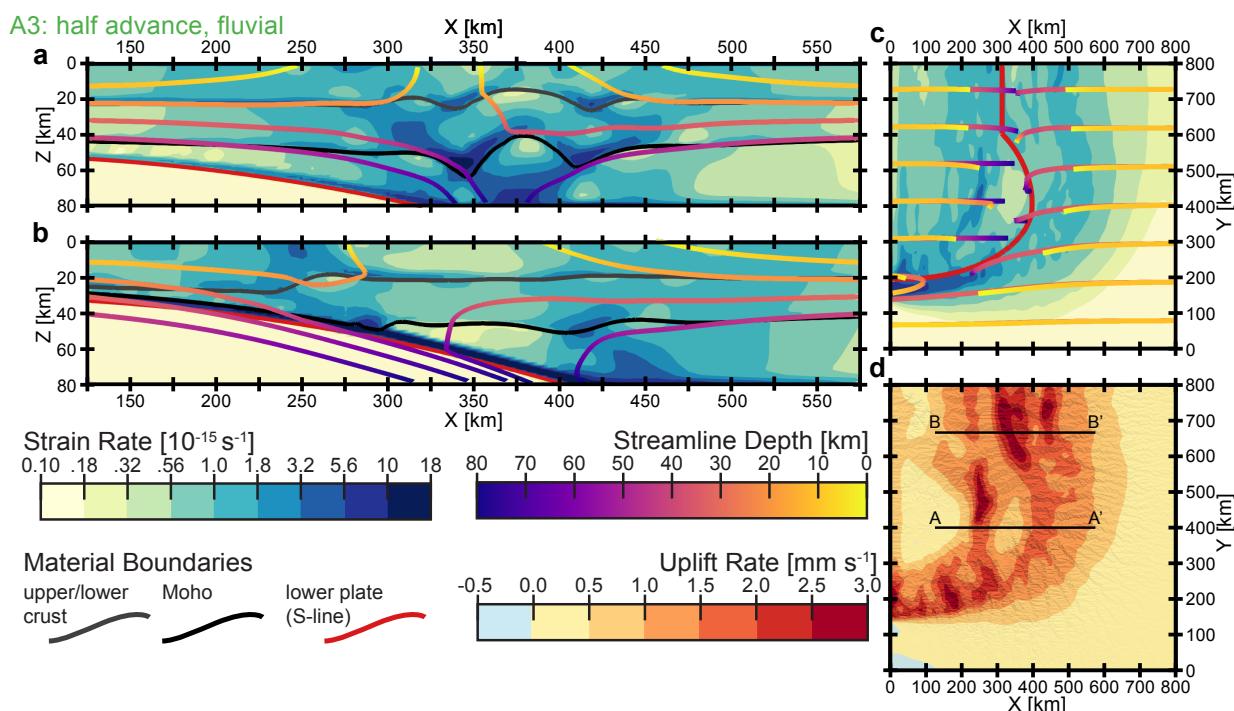 A3: half advance, fluvial
X [km]
150 200 250 300 350 400 450 500 550
a
Z [km]
0
20
40
60
80
b
Z [km]
0
20
40
60
80
150 200 250 300 350 400 450 500 550
X [km]
c
X [km]
0 100 200 300 400 500 600 700 800
Y [km]
800
700
600
500
400
300
200
100
0
d
B B'
A A'
Y [km]
800
700
600
500
400
300
200
100
0
0 100 200 300 400 500 600 700 800
X [km]
Strain Rate [10⁻¹⁵ s⁻¹]
0.10 .18 .32 .56 1.0 1.8 3.2 5.6 10 18
Streamline Depth [km]
80 70 60 50 40 30 20 10 0
Material Boundaries
upper/lower crust
Moho
lower plate (S-line)
Uplift Rate [mm s⁻¹]
-0.5 0.0 0.5 1.0 1.5 2.0 2.5 3.0